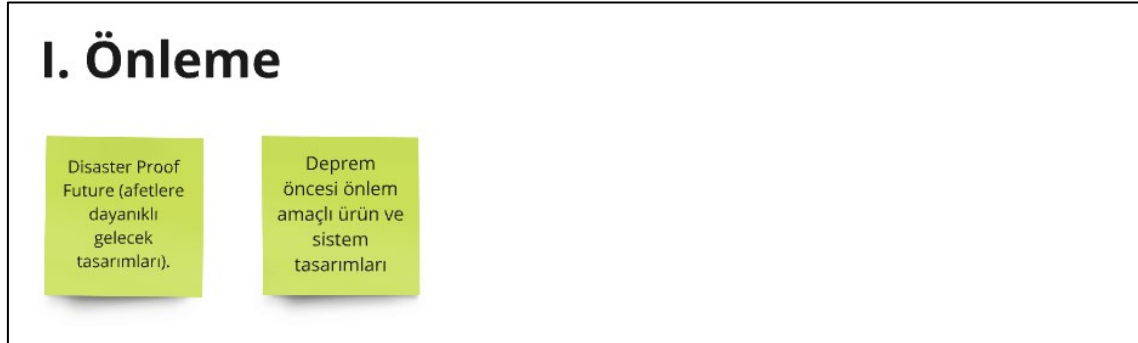 I. Önleme
Disaster Proof
Future (afetlere
dayanıklı
gelecek
tasarımları).
Deprem
öncesi önlem
amaçlı ürün ve
sistem
tasarımları